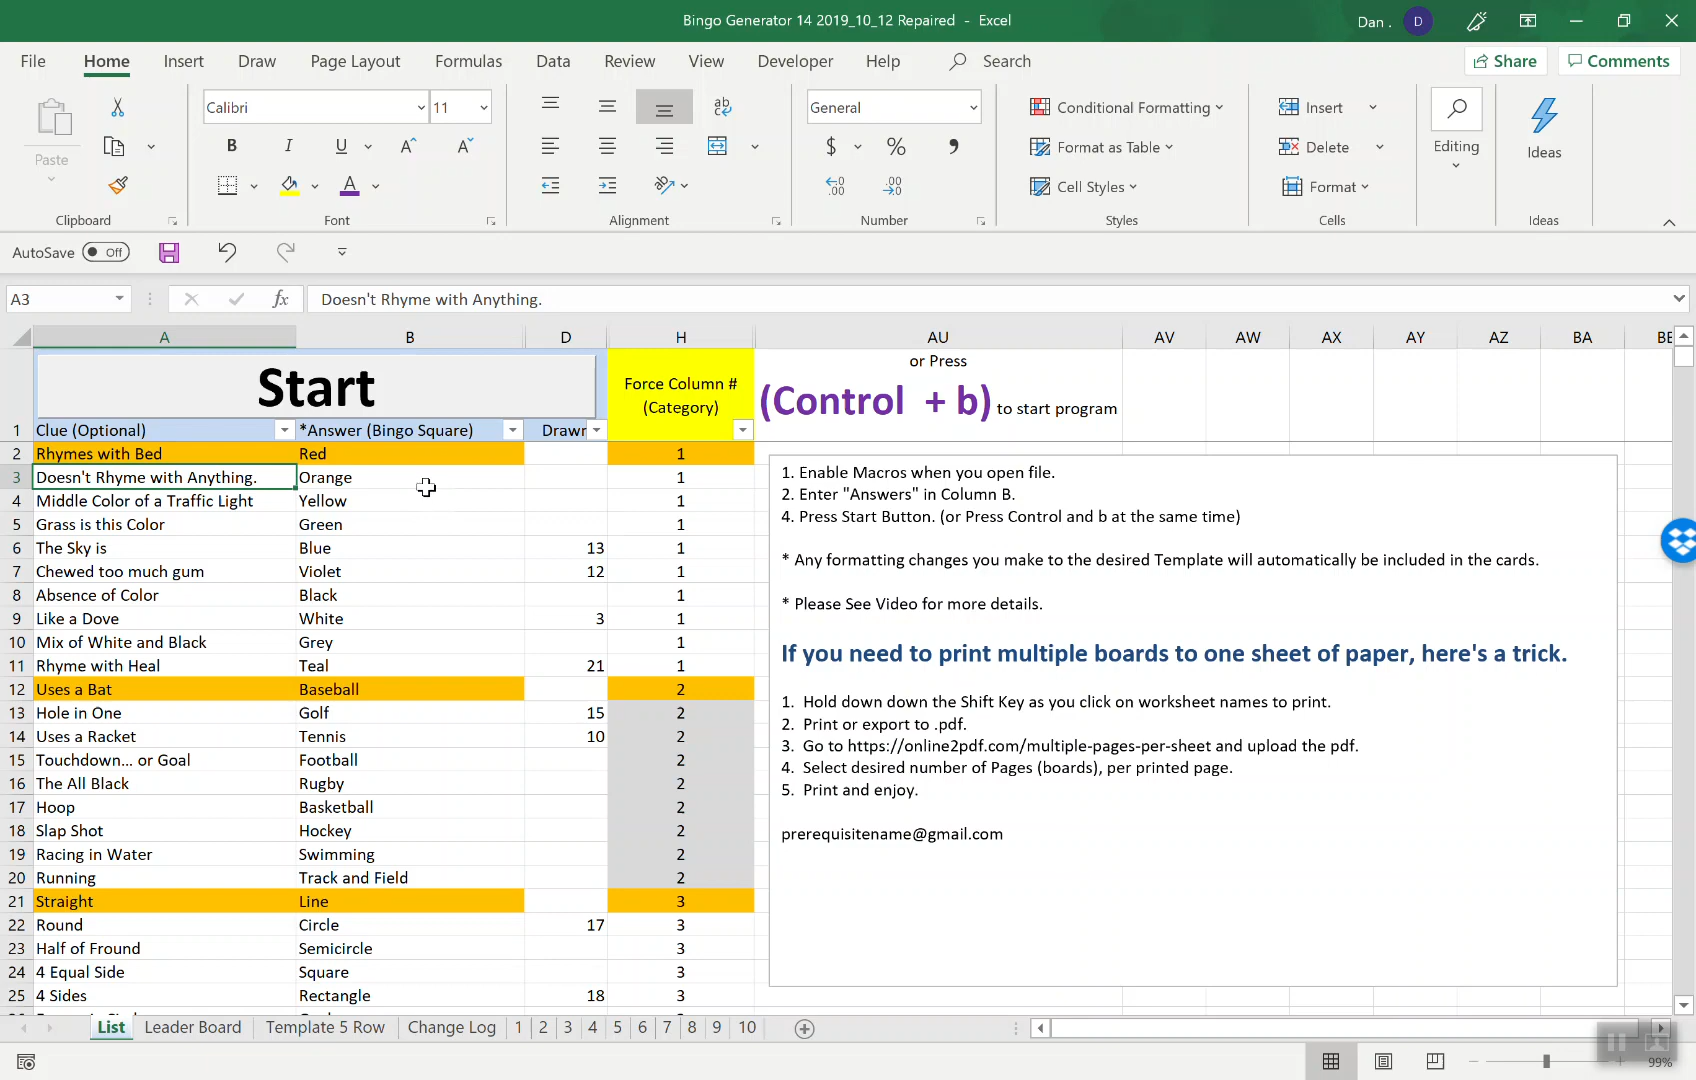 Bingo Generator 14 2019_10_12 Repaired - Excel
Dan .
D
File Home Insert Draw Page Layout Formulas Data Review View Developer Help Search
Share
Comments
Paste
Clipboard
Calibri
11
B I U A A
A
Font
ab
Alignment
General
$ % ,
Number
Conditional Formatting
Format as Table
Cell Styles
Styles
Insert
Delete
Format
Cells
Editing
Ideas
Ideas
AutoSave Off
A3
fx
Doesn't Rhyme with Anything.
A B D H AU AV AW AX AY AZ BA
Start
Force Column #
(Category)
or Press
(Control + b) to start program
1 Clue (Optional) *Answer (Bingo Square) Drawr
2 Rhymes with Bed Red 1
3 Doesn't Rhyme with Anything. Orange 1
4 Middle Color of a Traffic Light Yellow 1
5 Grass is this Color Green 1
6 The Sky is Blue 13 1
7 Chewed too much gum Violet 12 1
8 Absence of Color Black 1
9 Like a Dove White 3 1
10 Mix of White and Black Grey 1
11 Rhyme with Heal Teal 21 1
12 Uses a Bat Baseball 2
13 Hole in One Golf 15 2
14 Uses a Racket Tennis 10 2
15 Touchdown... or Goal Football 2
16 The All Black Rugby 2
17 Hoop Basketball 2
18 Slap Shot Hockey 2
19 Racing in Water Swimming 2
20 Running Track and Field 2
21 Straight Line 3
22 Round Circle 17 3
23 Half of Fround Semicircle 3
24 4 Equal Side Square 3
25 4 Sides Rectangle 18 3
1. Enable Macros when you open file.
2. Enter "Answers" in Column B.
4. Press Start Button. (or Press Control and b at the same time)
* Any formatting changes you make to the desired Template will automatically be included in the cards.
* Please See Video for more details.
If you need to print multiple boards to one sheet of paper, here's a trick.
1. Hold down down the Shift Key as you click on worksheet names to print.
2. Print or export to .pdf.
3. Go to https://online2pdf.com/multiple-pages-per-sheet and upload the pdf.
4. Select desired number of Pages (boards), per printed page.
5. Print and enjoy.
prerequisitename@gmail.com
List Leader Board Template 5 Row Change Log 1 2 3 4 5 6 7 8 9 10
99%